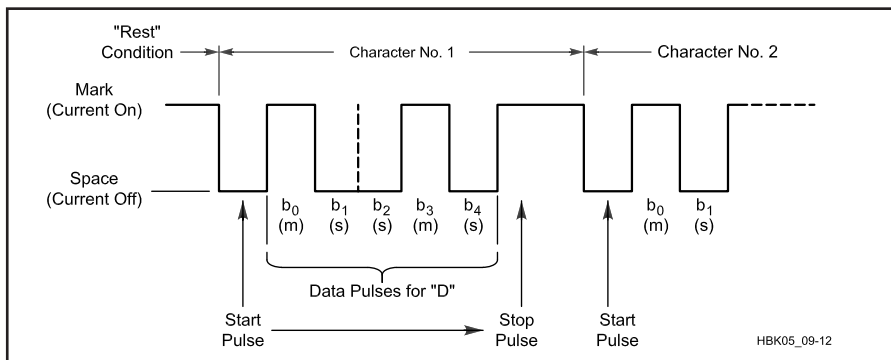 "Rest"
Condition
Character No. 1
Character No. 2
Mark
(Current On)
Space
(Current Off)
b0 b1 b2 b3 b4 b0 b1
(m) (s) (s) (m) (s) (m) (s)
Data Pulses for "D"
Start
Pulse
Stop
Pulse
Start
Pulse
HBK05_09-12